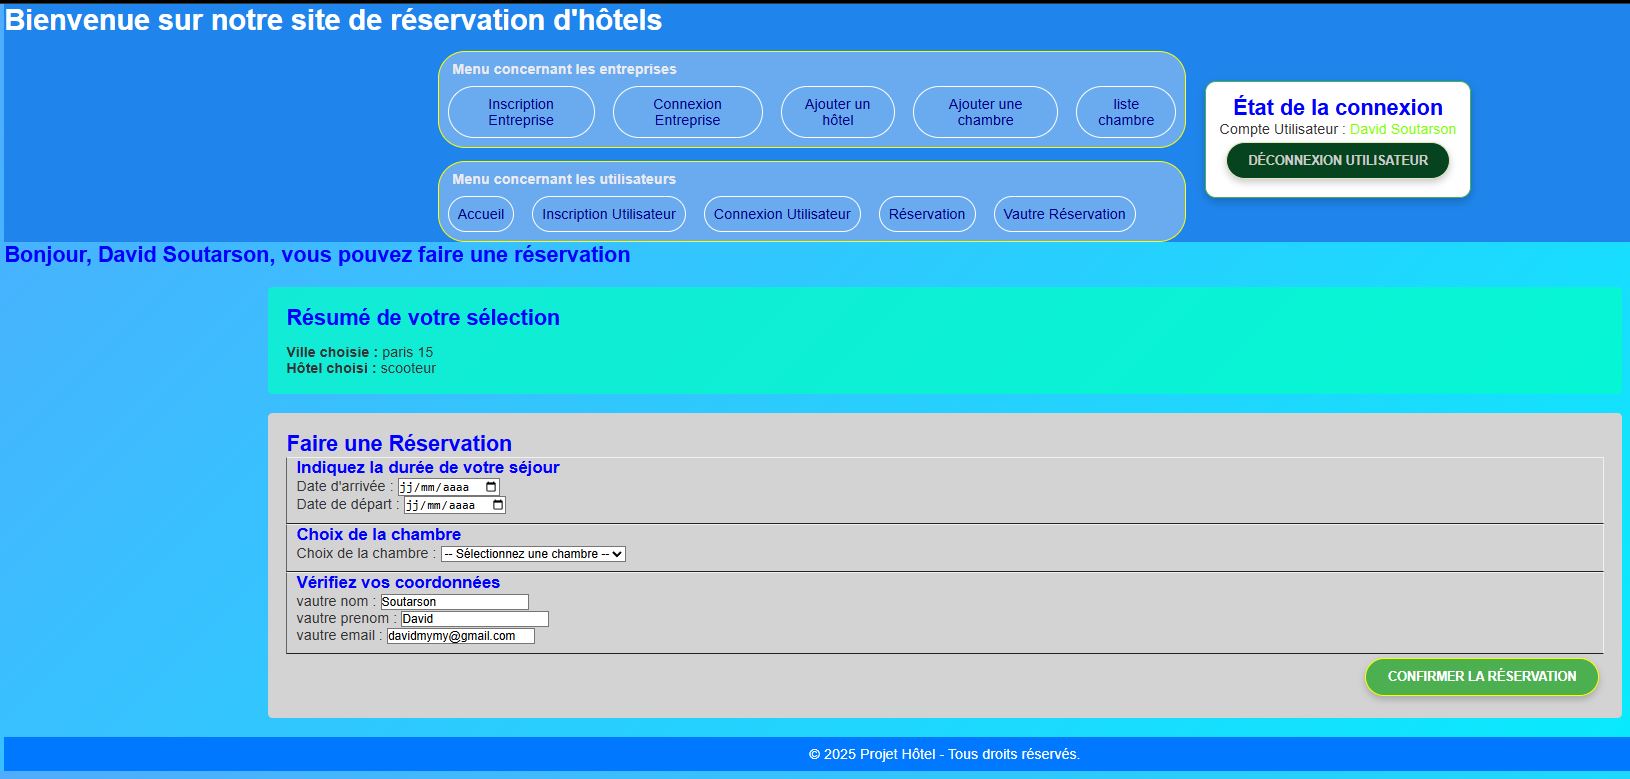 Bienvenue sur notre site de réservation d'hôtels
Menu concernant les entreprises
Inscription
Entreprise
Connexion
Entreprise
Ajouter un
hôtel
Ajouter une
chambre
liste
chambre
État de la connexion
Compte Utilisateur : David Soutarson
DÉCONNEXION UTILISATEUR
Menu concernant les utilisateurs
Accueil
Inscription Utilisateur
Connexion Utilisateur
Réservation
Vautre Réservation
Bonjour, David Soutarson, vous pouvez faire une réservation
Résumé de votre sélection
Ville choisie : paris 15
Hôtel choisi : scooteur
Faire une Réservation
Indiquez la durée de votre séjour
Date d'arrivée : jj/mm/aaaa
Date de départ : jj/mm/aaaa
Choix de la chambre
Choix de la chambre : -- Sélectionnez une chambre --
Vérifiez vos coordonnées
vautre nom : Soutarson
vautre prenom : David
vautre email : davidmymy@gmail.com
CONFIRMER LA RÉSERVATION
© 2025 Projet Hôtel - Tous droits réservés.